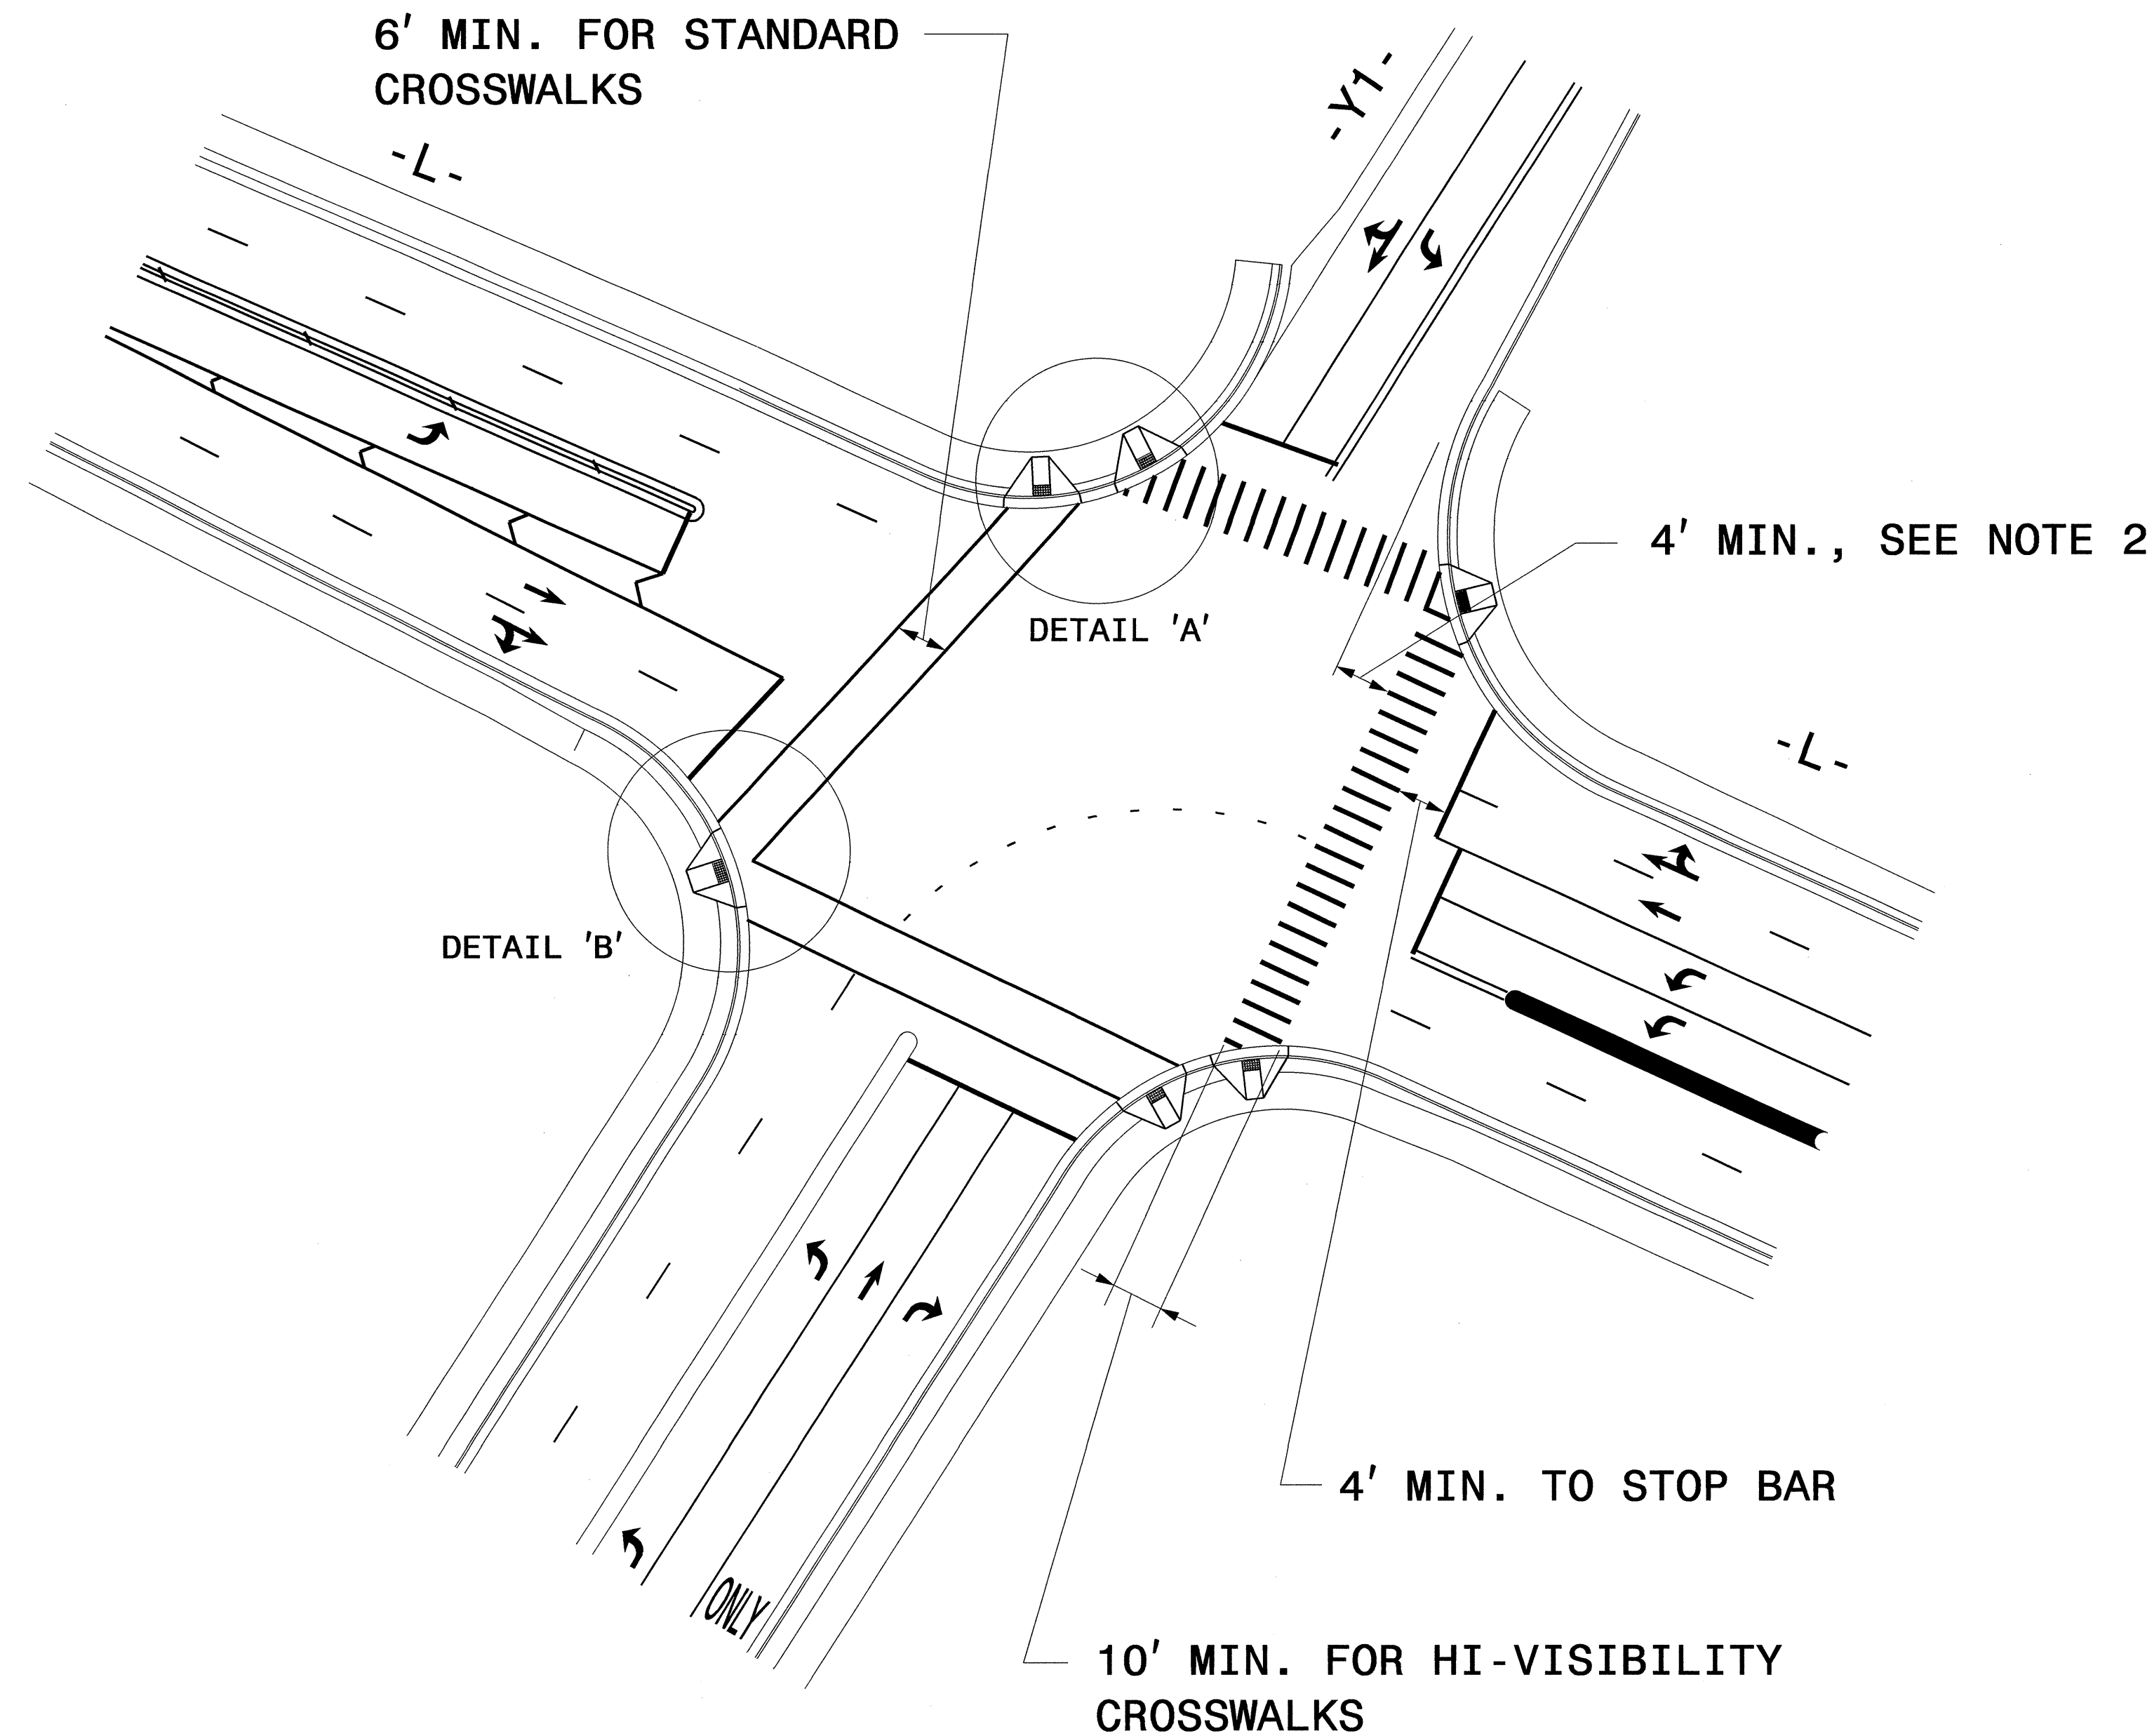 6' MIN. FOR STANDARD
CROSSWALKS
-Y1-
-L-
4' MIN., SEE NOTE 2
DETAIL 'A'
-L-
DETAIL 'B'
4' MIN. TO STOP BAR
ONLY
10' MIN. FOR HI-VISIBILITY
CROSSWALKS